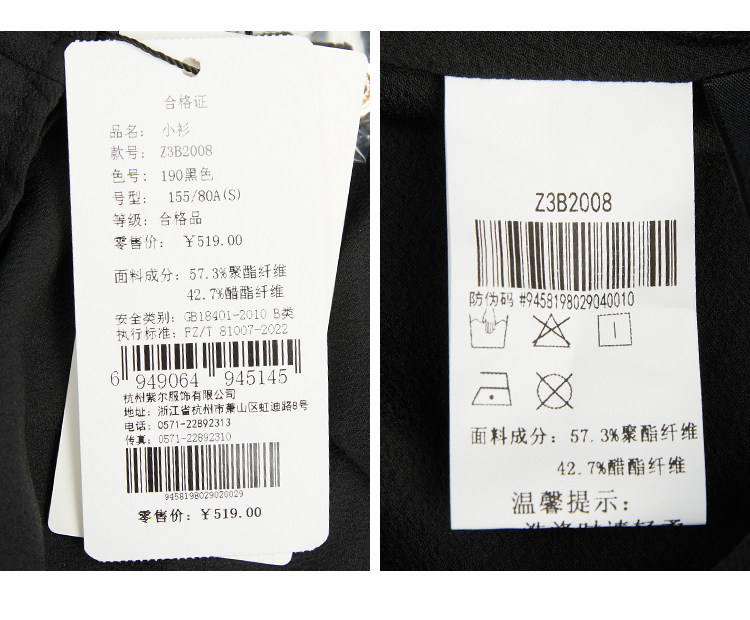 合格证
品名： 小衫
款号： Z3B2008
色号： 190黑色
号型： 155/80A(S)
等级： 合格品
零售价： ￥519.00
面料成分： 57.3%聚酯纤维
42.7%醋酯纤维
安全类别： GB18401-2010 B类
执行标准： FZ/T 81007-2022
6 949064 945145
杭州紫尔服饰有限公司
地址： 浙江省杭州市萧山区虹迪路8号
电话： 0571-22892313
传真： 0571-22892310
9458198029020029
零售价： ￥519.00
Z3B2008
防伪码 #9458198029040010
面料成分： 57.3%聚酯纤维
42.7%醋酯纤维
温馨提示：